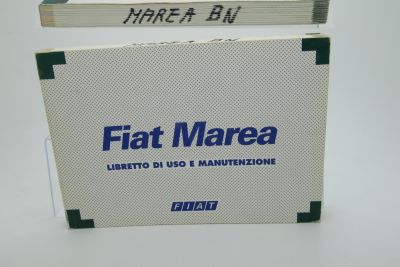 MAREA BN
Fiat Marea
LIBRETTO DI USO E MANUTENZIONE
FIAT